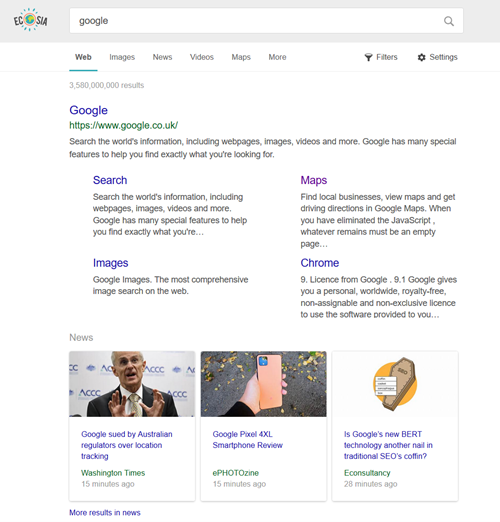 ECOSIA
google
Web Images News Videos Maps More Filters Settings
3,580,000,000 results
Google
https://www.google.co.uk/
Search the world's information, including webpages, images, videos and more. Google has many special
features to help you find exactly what you're looking for.
Search
Search the world's information, including
webpages, images, videos and more.
Google has many special features to help
you find exactly what you're…
Maps
Find local businesses, view maps and get
driving directions in Google Maps. When
you have eliminated the JavaScript ,
whatever remains must be an empty
page…
Images
Google Images. The most comprehensive
image search on the web.
Chrome
9. Licence from Google . 9.1 Google gives
you a personal, worldwide, royalty-free,
non-assignable and non-exclusive licence
to use the software provided to you…
News
ACCC
ACCC
Google sued by Australian
regulators over location
tracking
Washington Times
15 minutes ago
Google Pixel 4XL
Smartphone Review
ePHOTOzine
15 minutes ago
SEO
Is Google's new BERT
technology another nail in
traditional SEO's coffin?
Econsultancy
28 minutes ago
More results in news